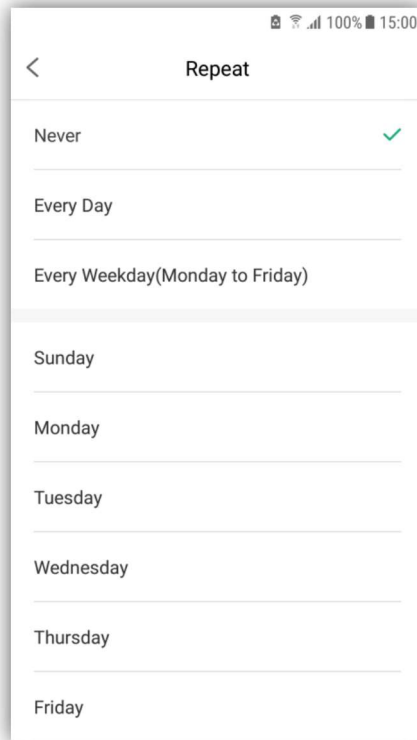 100% 15:00
Repeat
Never
Every Day
Every Weekday(Monday to Friday)
Sunday
Monday
Tuesday
Wednesday
Thursday
Friday